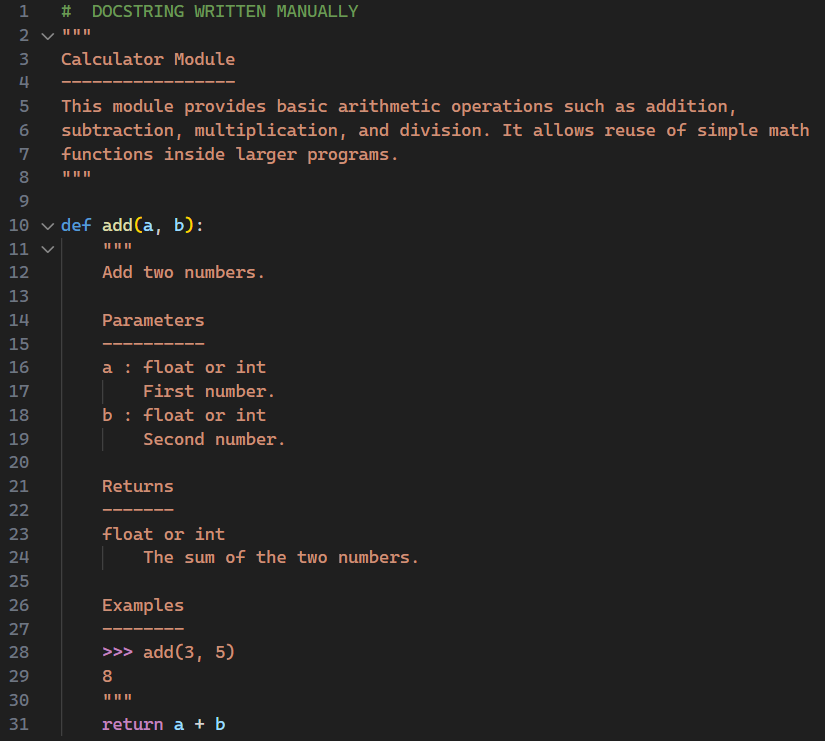 1 #  DOCSTRING WRITTEN MANUALLY
2 """
3 Calculator Module
4 -----------------
5 This module provides basic arithmetic operations such as addition,
6 subtraction, multiplication, and division. It allows reuse of simple math
7 functions inside larger programs.
8 """
9
10 def add(a, b):
11     """
12     Add two numbers.
13
14     Parameters
15     ----------
16     a : float or int
17         First number.
18     b : float or int
19         Second number.
20
21     Returns
22     -------
23     float or int
24         The sum of the two numbers.
25
26     Examples
27     --------
28     >>> add(3, 5)
29     8
30     """
31     return a + b